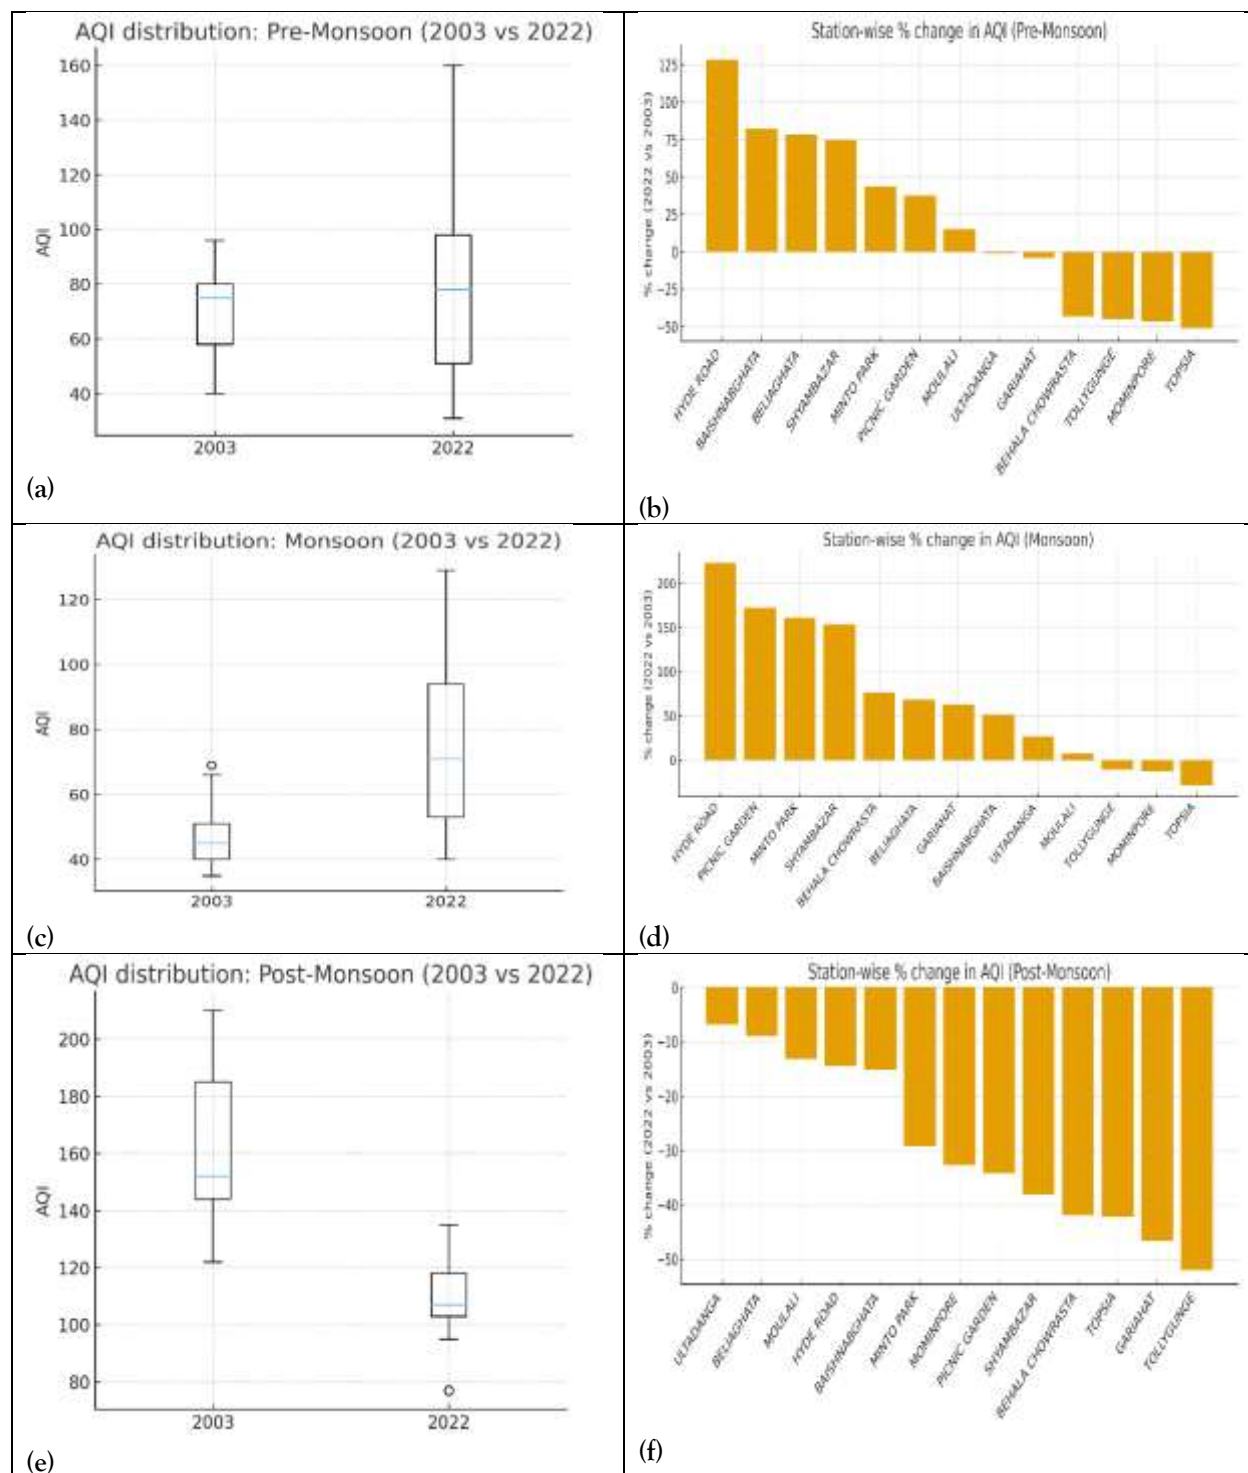 AQI distribution: Pre-Monsoon (2003 vs 2022)
AQI
160
140
120
100
80
60
40
2003
2022
(a)
Station-wise % change in AQI (Pre-Monsoon)
% change (2022 vs 2003)
125
100
75
50
25
0
−25
−50
HYDE ROAD
BAISHNABGHATA
BELIAGHATA
SHYAMBAZAR
MINTO PARK
PICNIC GARDEN
MOULALI
ULTADANGA
GARIAHAT
BEHALA CHOWRASTA
TOLLYGUNGE
MOMINPORE
TOPSIA
(b)
AQI distribution: Monsoon (2003 vs 2022)
AQI
120
100
80
60
40
2003
2022
(c)
Station-wise % change in AQI (Monsoon)
% change (2022 vs 2003)
200
150
100
50
0
HYDE ROAD
PICNIC GARDEN
MINTO PARK
SHYAMBAZAR
BEHALA CHOWRASTA
BELIAGHATA
GARIAHAT
BAISHNABGHATA
ULTADANGA
MOULALI
TOLLYGUNGE
MOMINPORE
TOPSIA
(d)
AQI distribution: Post-Monsoon (2003 vs 2022)
AQI
200
180
160
140
120
100
80
2003
2022
(e)
Station-wise % change in AQI (Post-Monsoon)
% change (2022 vs 2003)
0
−10
−20
−30
−40
−50
ULTADANGA
BELIAGHATA
MOULALI
HYDE ROAD
BAISHNABGHATA
MINTO PARK
MOMINPORE
PICNIC GARDEN
SHYAMBAZAR
BEHALA CHOWRASTA
TOPSIA
GARIAHAT
TOLLYGUNGE
(f)